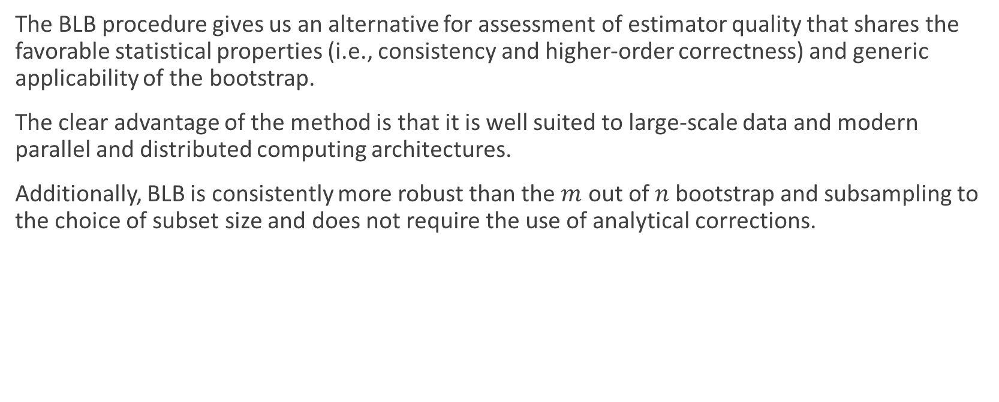 The BLB procedure gives us an alternative for assessment of estimator quality that shares the
favorable statistical properties (i.e., consistency and higher-order correctness) and generic
applicability of the bootstrap.
The clear advantage of the method is that it is well suited to large-scale data and modern
parallel and distributed computing architectures.
Additionally, BLB is consistently more robust than the 𝑚 out of 𝑛 bootstrap and subsampling to
the choice of subset size and does not require the use of analytical corrections.